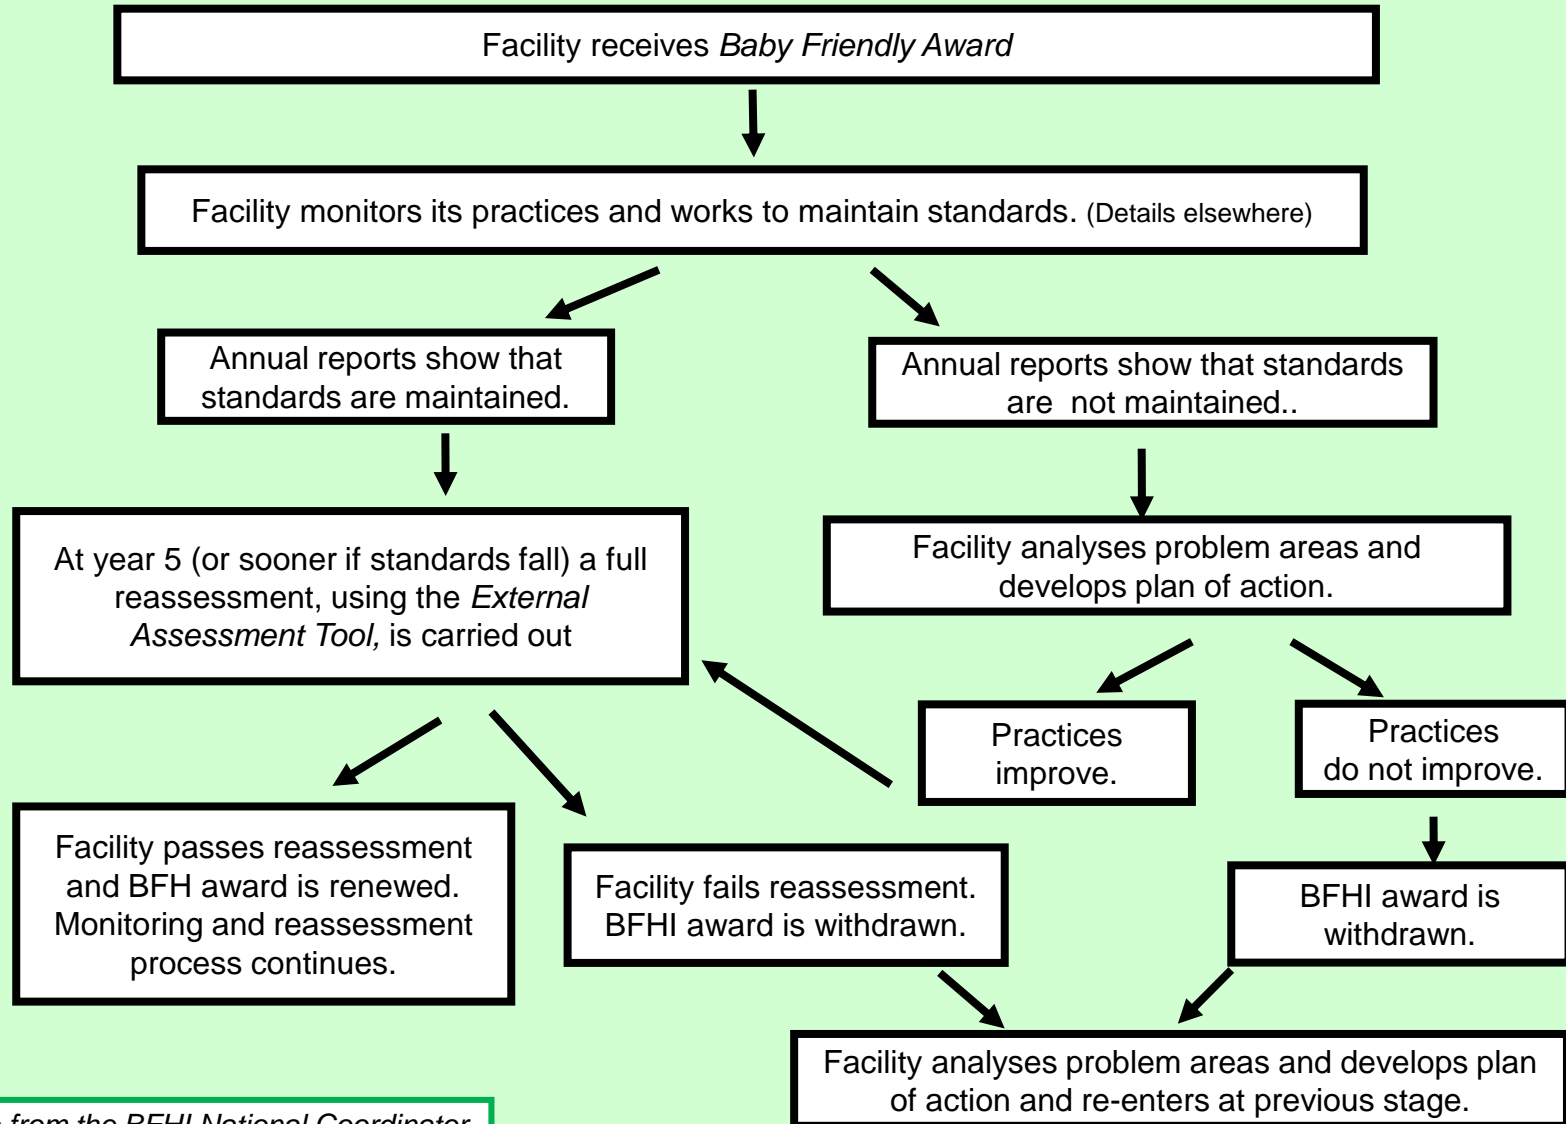 Facility receives Baby Friendly Award
Facility monitors its practices and works to maintain standards. (Details elsewhere)
Annual reports show that
standards are maintained.
Annual reports show that standards
are not maintained..
At year 5 (or sooner if standards fall) a full
reassessment, using the External
Assessment Tool, is carried out
Facility analyses problem areas and
develops plan of action.
Practices
improve.
Practices
do not improve.
Facility passes reassessment
and BFH award is renewed.
Monitoring and reassessment
process continues.
Facility fails reassessment.
BFHI award is withdrawn.
BFHI award is
withdrawn.
Facility analyses problem areas and develops plan
of action and re-enters at previous stage.
from the BFHI National Coordinator